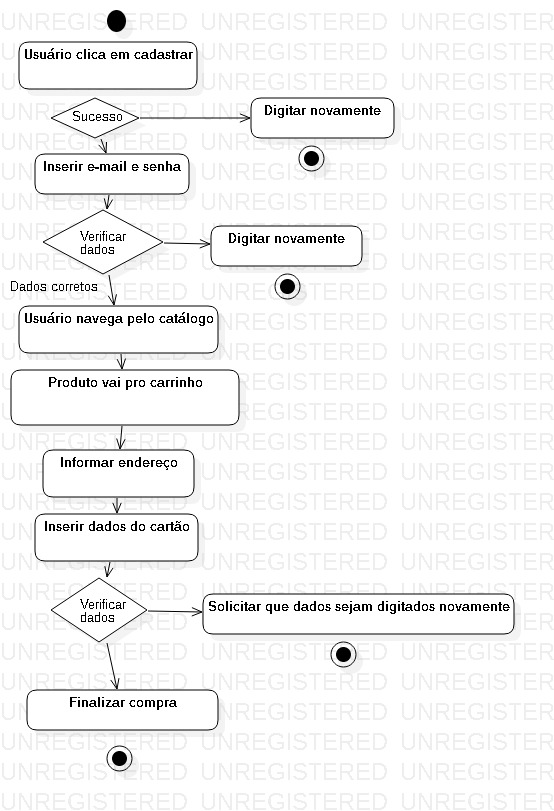 Usuário clica em cadastrar
Sucesso
Digitar novamente
Inserir e-mail e senha
Verificar
dados
Digitar novamente
Dados corretos
Usuário navega pelo catálogo
Produto vai pro carrinho
Informar endereço
Inserir dados do cartão
Verificar
dados
Solicitar que dados sejam digitados novamente
Finalizar compra
UNREGISTERED